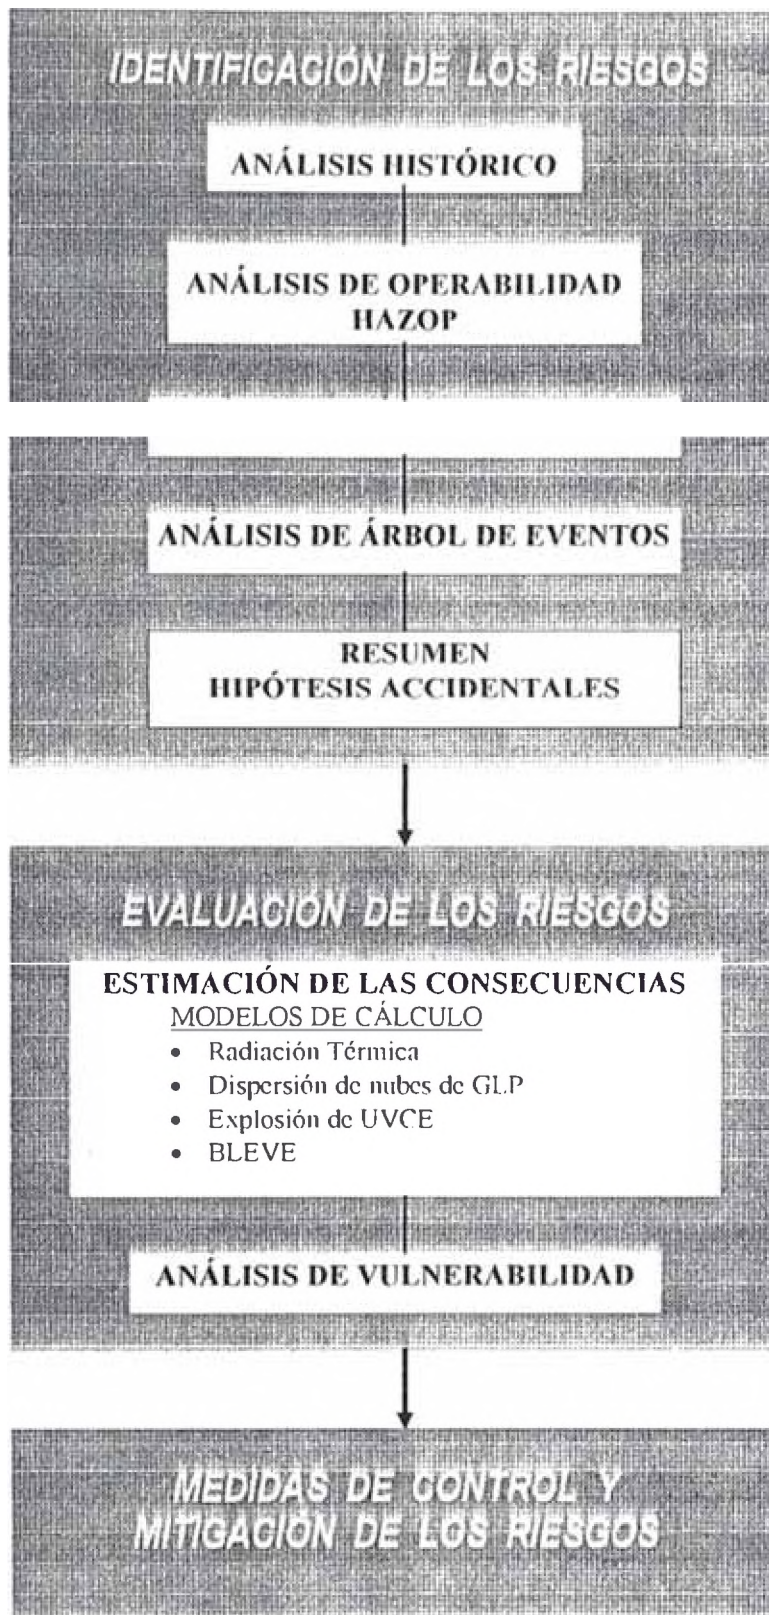 IDENTIFICACIÓN DE LOS RIESGOS
ANÁLISIS HISTÓRICO
ANÁLISIS DE OPERABILIDAD
HAZOP
ANÁLISIS DE ÁRBOL DE EVENTOS
RESUMEN
HIPÓTESIS ACCIDENTALES
EVALUACIÓN DE LOS RIESGOS
ESTIMACIÓN DE LAS CONSECUENCIAS
MODELOS DE CÁLCULO
• Radiación Térmica
• Dispersión de nubes de GLP
• Explosión de UVCE
• BLEVE
ANÁLISIS DE VULNERABILIDAD
MEDIDAS DE CONTROL Y
MITIGACIÓN DE LOS RIESGOS